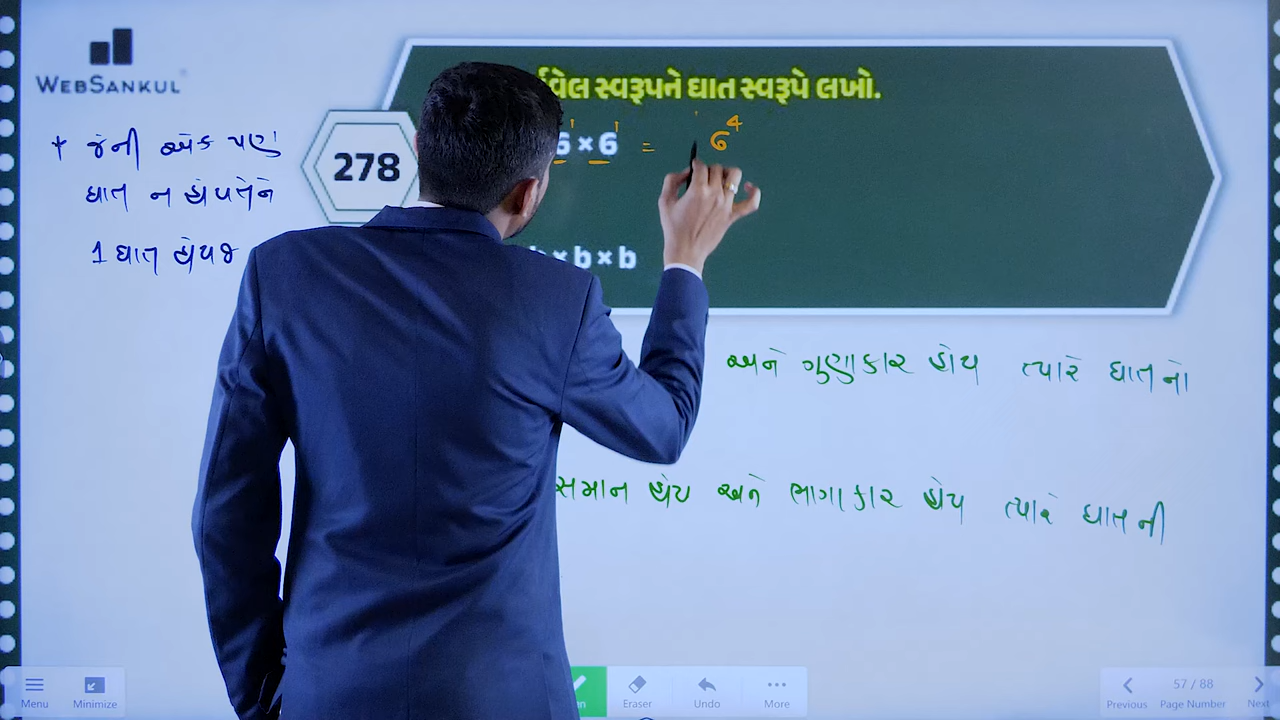 WEBSANKUL
સ્વરૂપને ઘાત સ્વરૂપે લખો.
* જેની એક પણ
6 × 6 = 6⁴
278
ઘાત ન હોય તેને
1 ઘાત હોય જ
× b × b
અને ગુણાકાર હોય ત્યારે ઘાતનો
સમાન હોય અને ભાગાકાર હોય ત્યારે ઘાતની
Menu
Minimize
Eraser
Undo
More
Previous
57 / 88
Page Number
Next